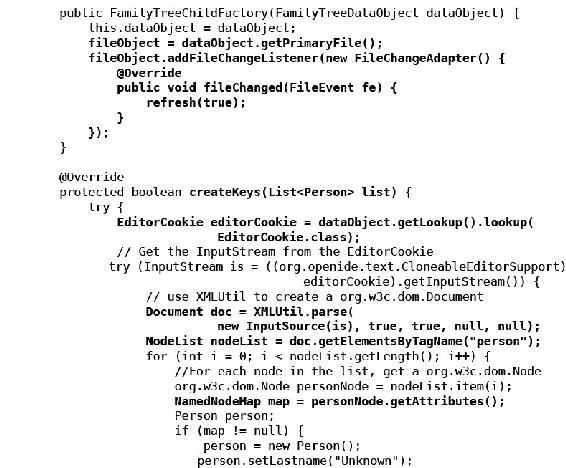 public FamilyTreeChildFactory(FamilyTreeDataObject dataObject) {
this.dataObject = dataObject;
fileObject = dataObject.getPrimaryFile();
fileObject.addFileChangeListener(new FileChangeAdapter() {
@Override
public void fileChanged(FileEvent fe) {
refresh(true);
}
});
}
@Override
protected boolean createKeys(List<Person> list) {
try {
EditorCookie editorCookie = dataObject.getLookup().lookup(
EditorCookie.class);
// Get the InputStream from the EditorCookie
try (InputStream is = ((org.openide.text.CloneableEditorSupport)
editorCookie).getInputStream()) {
// use XMLUtil to create a org.w3c.dom.Document
Document doc = XMLUtil.parse(
new InputSource(is), true, true, null, null);
NodeList nodeList = doc.getElementsByTagName("person");
for (int i = 0; i < nodeList.getLength(); i++) {
//For each node in the list, get a org.w3c.dom.Node
org.w3c.dom.Node personNode = nodeList.item(i);
NamedNodeMap map = personNode.getAttributes();
Person person;
if (map != null) {
person = new Person();
person.setLastname("Unknown");